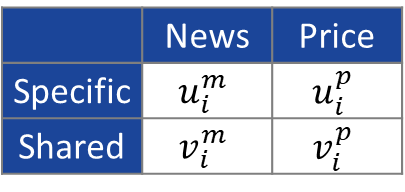 News Price
Specific $u_i^m$ $u_i^p$
Shared $v_i^m$ $v_i^p$